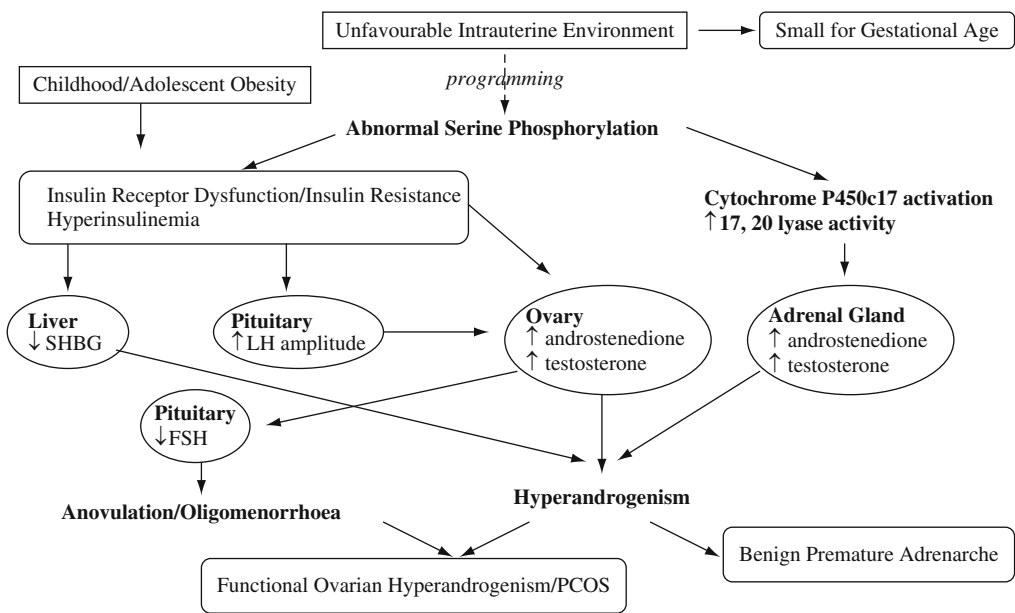 Unfavourable Intrauterine Environment
Small for Gestational Age
Childhood/Adolescent Obesity
programming
Abnormal Serine Phosphorylation
Insulin Receptor Dysfunction/Insulin Resistance
Hyperinsulinemia
Cytochrome P450c17 activation
↑17, 20 lyase activity
Liver
↓ SHBG
Pituitary
↑ LH amplitude
Ovary
↑ androstenedione
↑ testosterone
Adrenal Gland
↑ androstenedione
↑ testosterone
Pituitary
↓FSH
Anovulation/Oligomenorrhoea
Hyperandrogenism
Benign Premature Adrenarche
Functional Ovarian Hyperandrogenism/PCOS